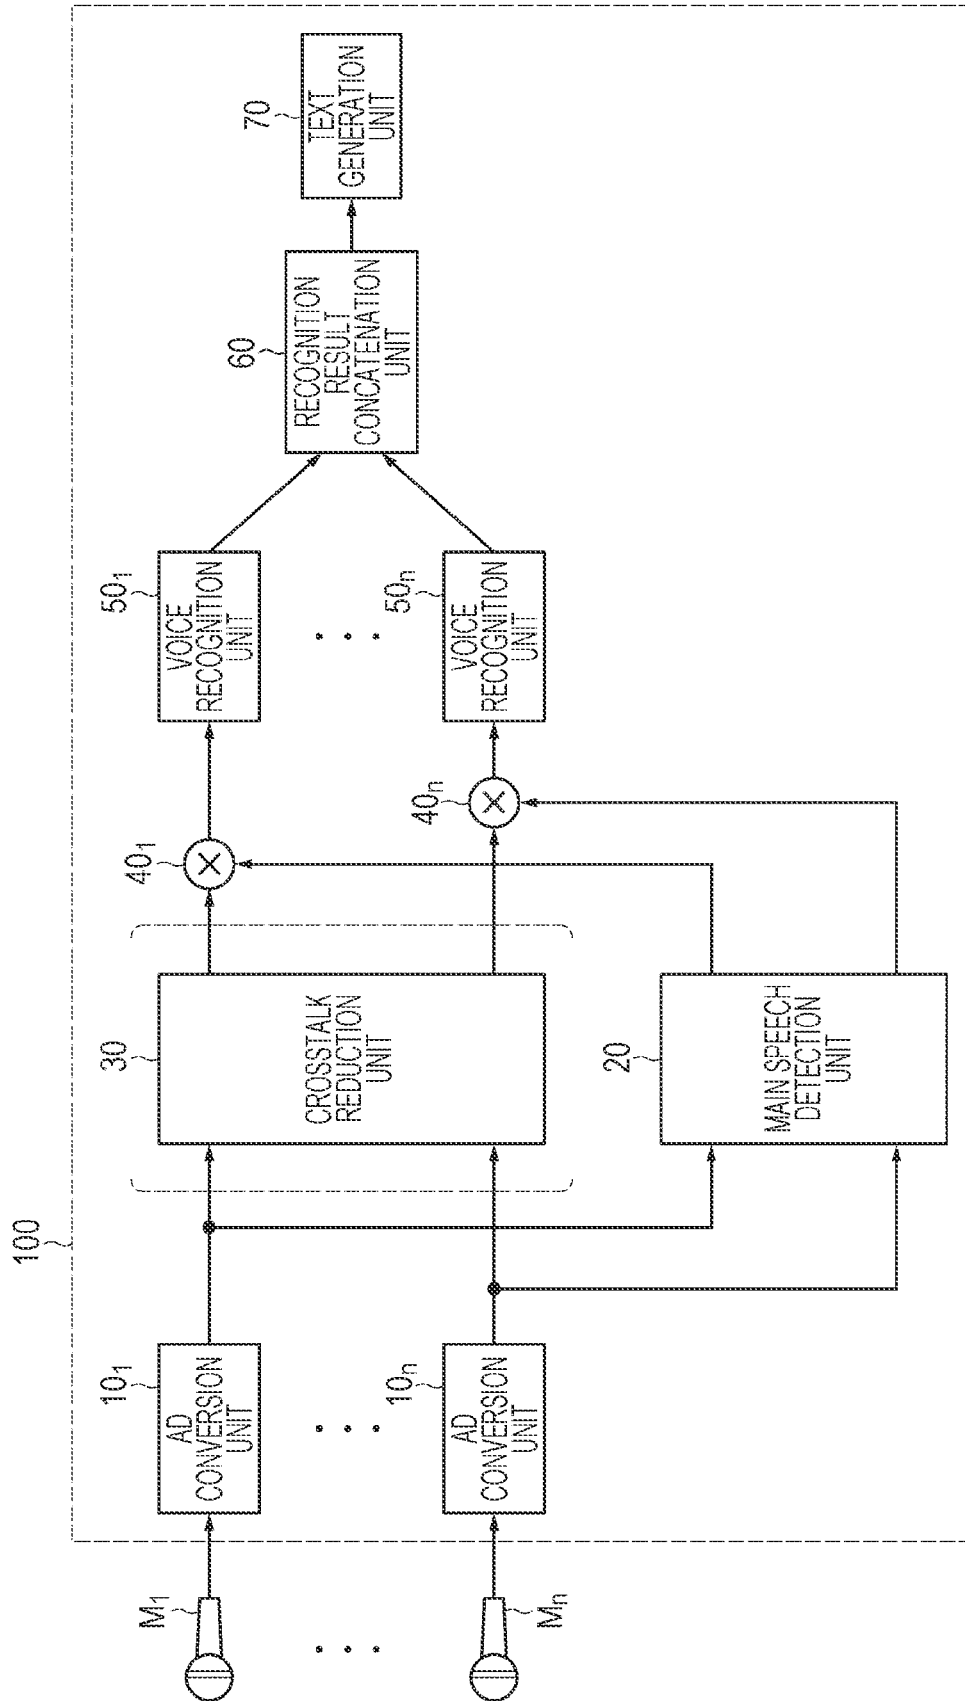 100
M1
Mn
101
AD
CONVERSION
UNIT
10n
AD
CONVERSION
UNIT
30
CROSSTALK
REDUCTION
UNIT
20
MAIN SPEECH
DETECTION
UNIT
401
40n
501
VOICE
RECOGNITION
UNIT
50n
VOICE
RECOGNITION
UNIT
60
RECOGNITION
RESULT
CONCATENATION
UNIT
70
TEXT
GENERATION
UNIT